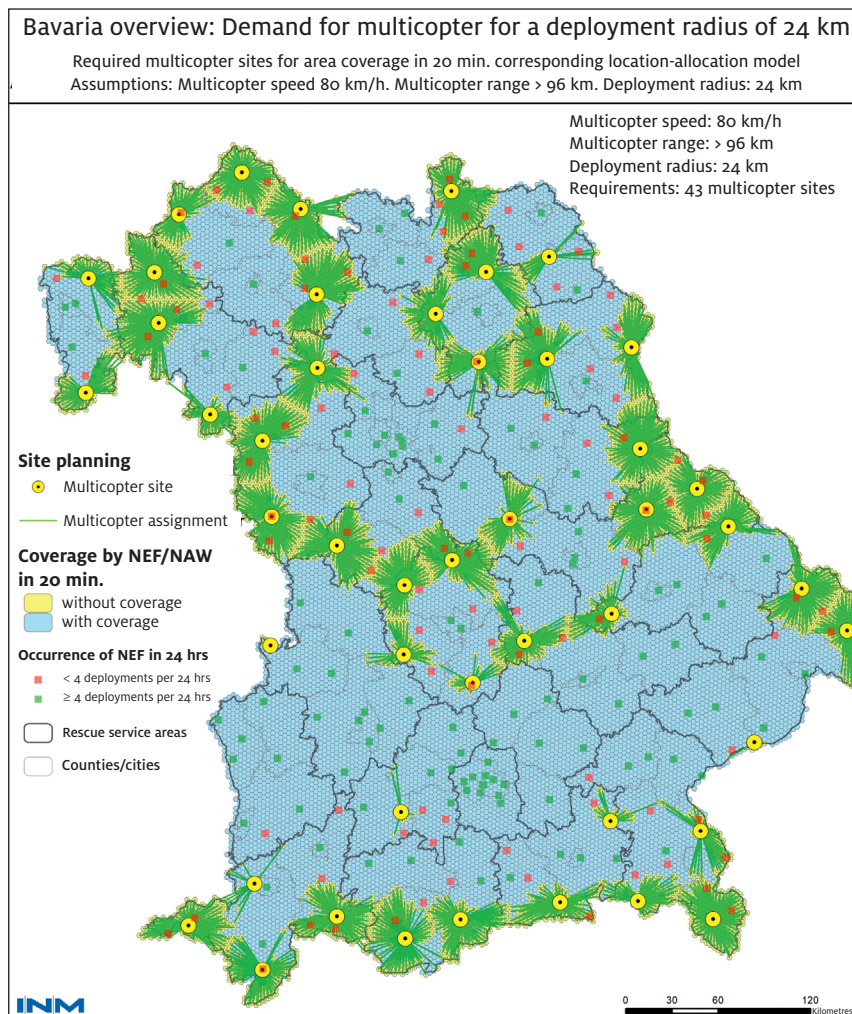 Bavaria overview: Demand for multicopter for a deployment radius of 24 km
Required multicopter sites for area coverage in 20 min. corresponding location-allocation model
Assumptions: Multicopter speed 80 km/h. Multicopter range > 96 km. Deployment radius: 24 km
Multicopter speed: 80 km/h
Multicopter range: > 96 km
Deployment radius: 24 km
Requirements: 43 multicopter sites
Site planning
Multicopter site
Multicopter assignment
Coverage by NEF/NAW
in 20 min.
without coverage
with coverage
Occurrence of NEF in 24 hrs
< 4 deployments per 24 hrs
≥ 4 deployments per 24 hrs
Rescue service areas
Counties/cities
INM
0 30 60 120
Kilometres